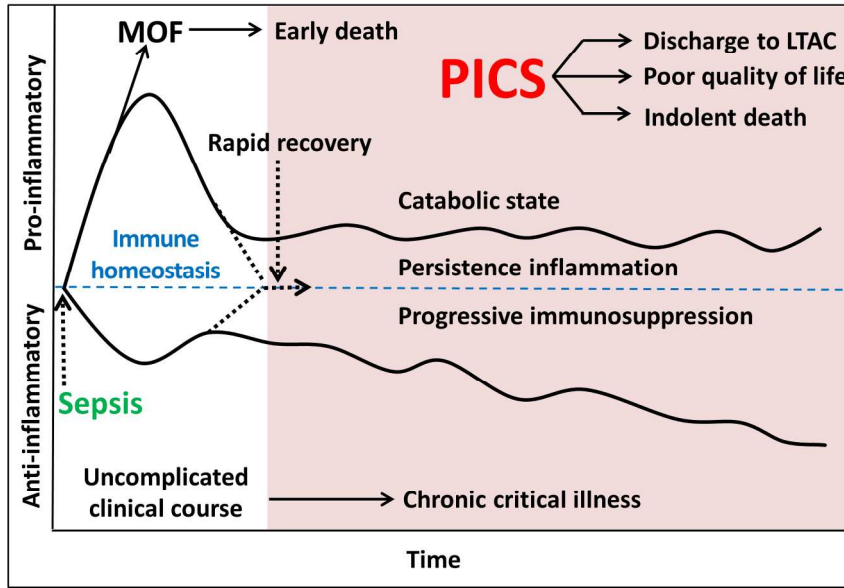 MOF
Early death
PICS
Discharge to LTAC
Poor quality of life
Indolent death
Rapid recovery
Pro-inflammatory
Catabolic state
Immune
homeostasis
Persistence inflammation
Progressive immunosuppression
Anti-inflammatory
Sepsis
Uncomplicated
clinical course
Chronic critical illness
Time